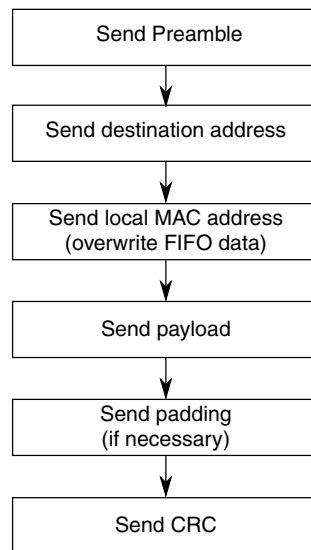 Send Preamble
Send destination address
Send local MAC address
(overwrite FIFO data)
Send payload
Send padding
(if necessary)
Send CRC